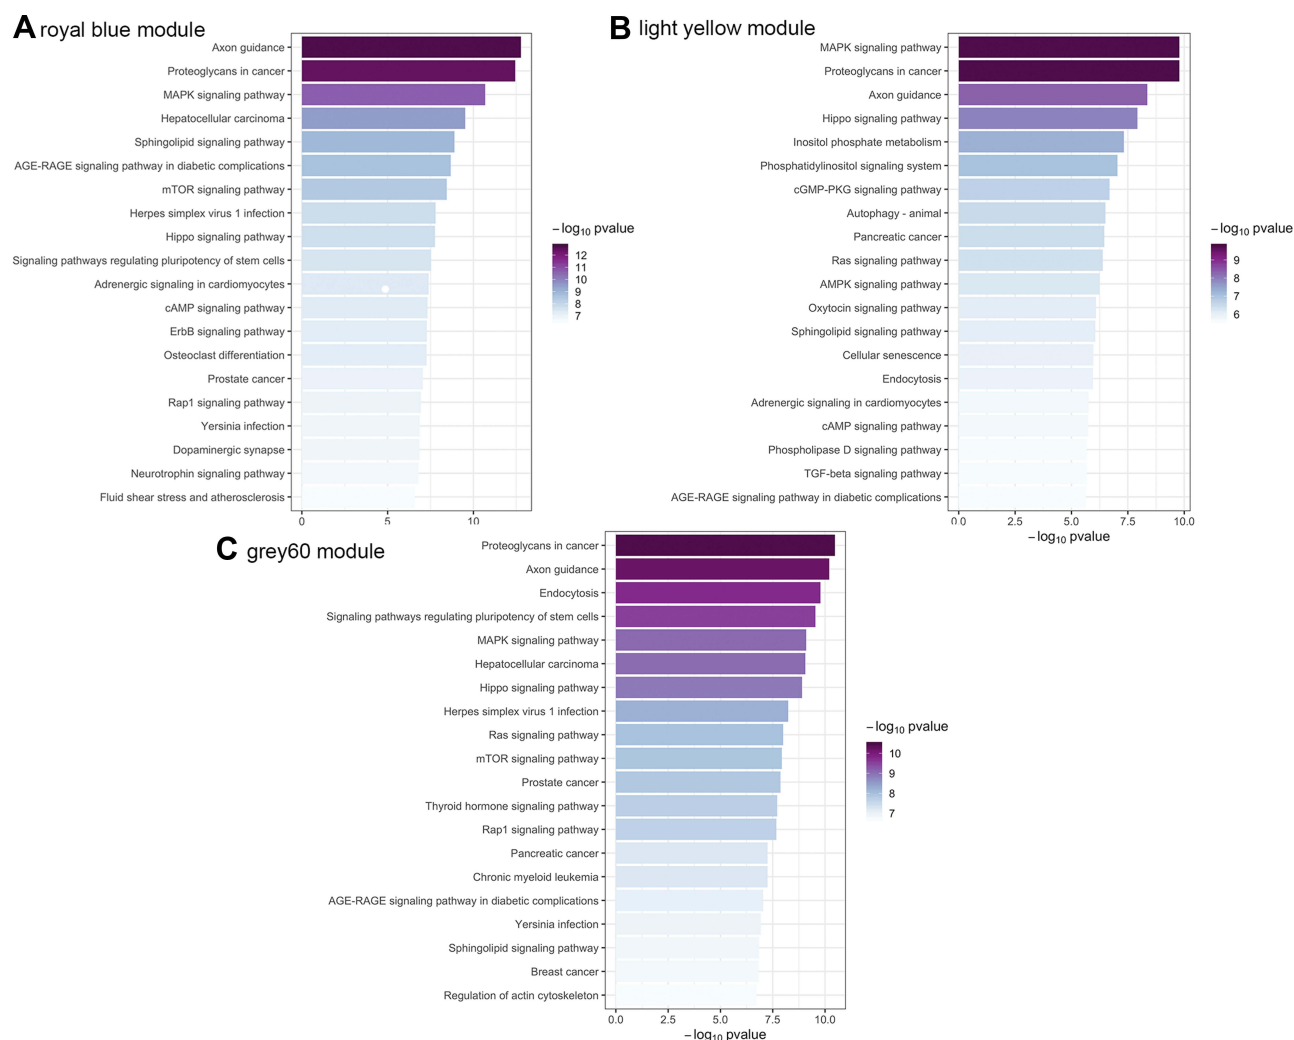 A royal blue module
Axon guidance
Proteoglycans in cancer
MAPK signaling pathway
Hepatocellular carcinoma
Sphingolipid signaling pathway
AGE-RAGE signaling pathway in diabetic complications
mTOR signaling pathway
Herpes simplex virus 1 infection
Hippo signaling pathway
Signaling pathways regulating pluripotency of stem cells
Adrenergic signaling in cardiomyocytes
cAMP signaling pathway
ErbB signaling pathway
Osteoclast differentiation
Prostate cancer
Rap1 signaling pathway
Yersinia infection
Dopaminergic synapse
Neurotrophin signaling pathway
Fluid shear stress and atherosclerosis
0 5 10
−log10 pvalue
12
11
10
9
8
7
B light yellow module
MAPK signaling pathway
Proteoglycans in cancer
Axon guidance
Hippo signaling pathway
Inositol phosphate metabolism
Phosphatidylinositol signaling system
cGMP-PKG signaling pathway
Autophagy - animal
Pancreatic cancer
Ras signaling pathway
AMPK signaling pathway
Oxytocin signaling pathway
Sphingolipid signaling pathway
Cellular senescence
Endocytosis
Adrenergic signaling in cardiomyocytes
cAMP signaling pathway
Phospholipase D signaling pathway
TGF-beta signaling pathway
AGE-RAGE signaling pathway in diabetic complications
0.0 2.5 5.0 7.5 10.0
−log10 pvalue
−log10 pvalue
9
8
7
6
C grey60 module
Proteoglycans in cancer
Axon guidance
Endocytosis
Signaling pathways regulating pluripotency of stem cells
MAPK signaling pathway
Hepatocellular carcinoma
Hippo signaling pathway
Herpes simplex virus 1 infection
Ras signaling pathway
mTOR signaling pathway
Prostate cancer
Thyroid hormone signaling pathway
Rap1 signaling pathway
Pancreatic cancer
Chronic myeloid leukemia
AGE-RAGE signaling pathway in diabetic complications
Yersinia infection
Sphingolipid signaling pathway
Breast cancer
Regulation of actin cytoskeleton
0.0 2.5 5.0 7.5 10.0
−log10 pvalue
−log10 pvalue
10
9
8
7